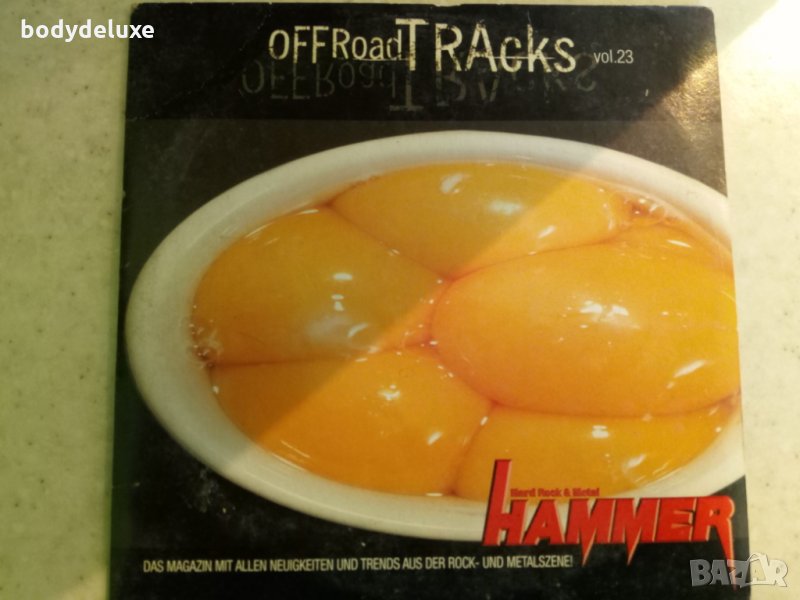 bodydeluxe
OFFRoad TRAcks vol.23
Hard Rock & Metal
HAMMER
DAS MAGAZIN MIT ALLEN NEUIGKEITEN UND TRENDS AUS DER ROCK- UND METALSZENE!
BAZAR